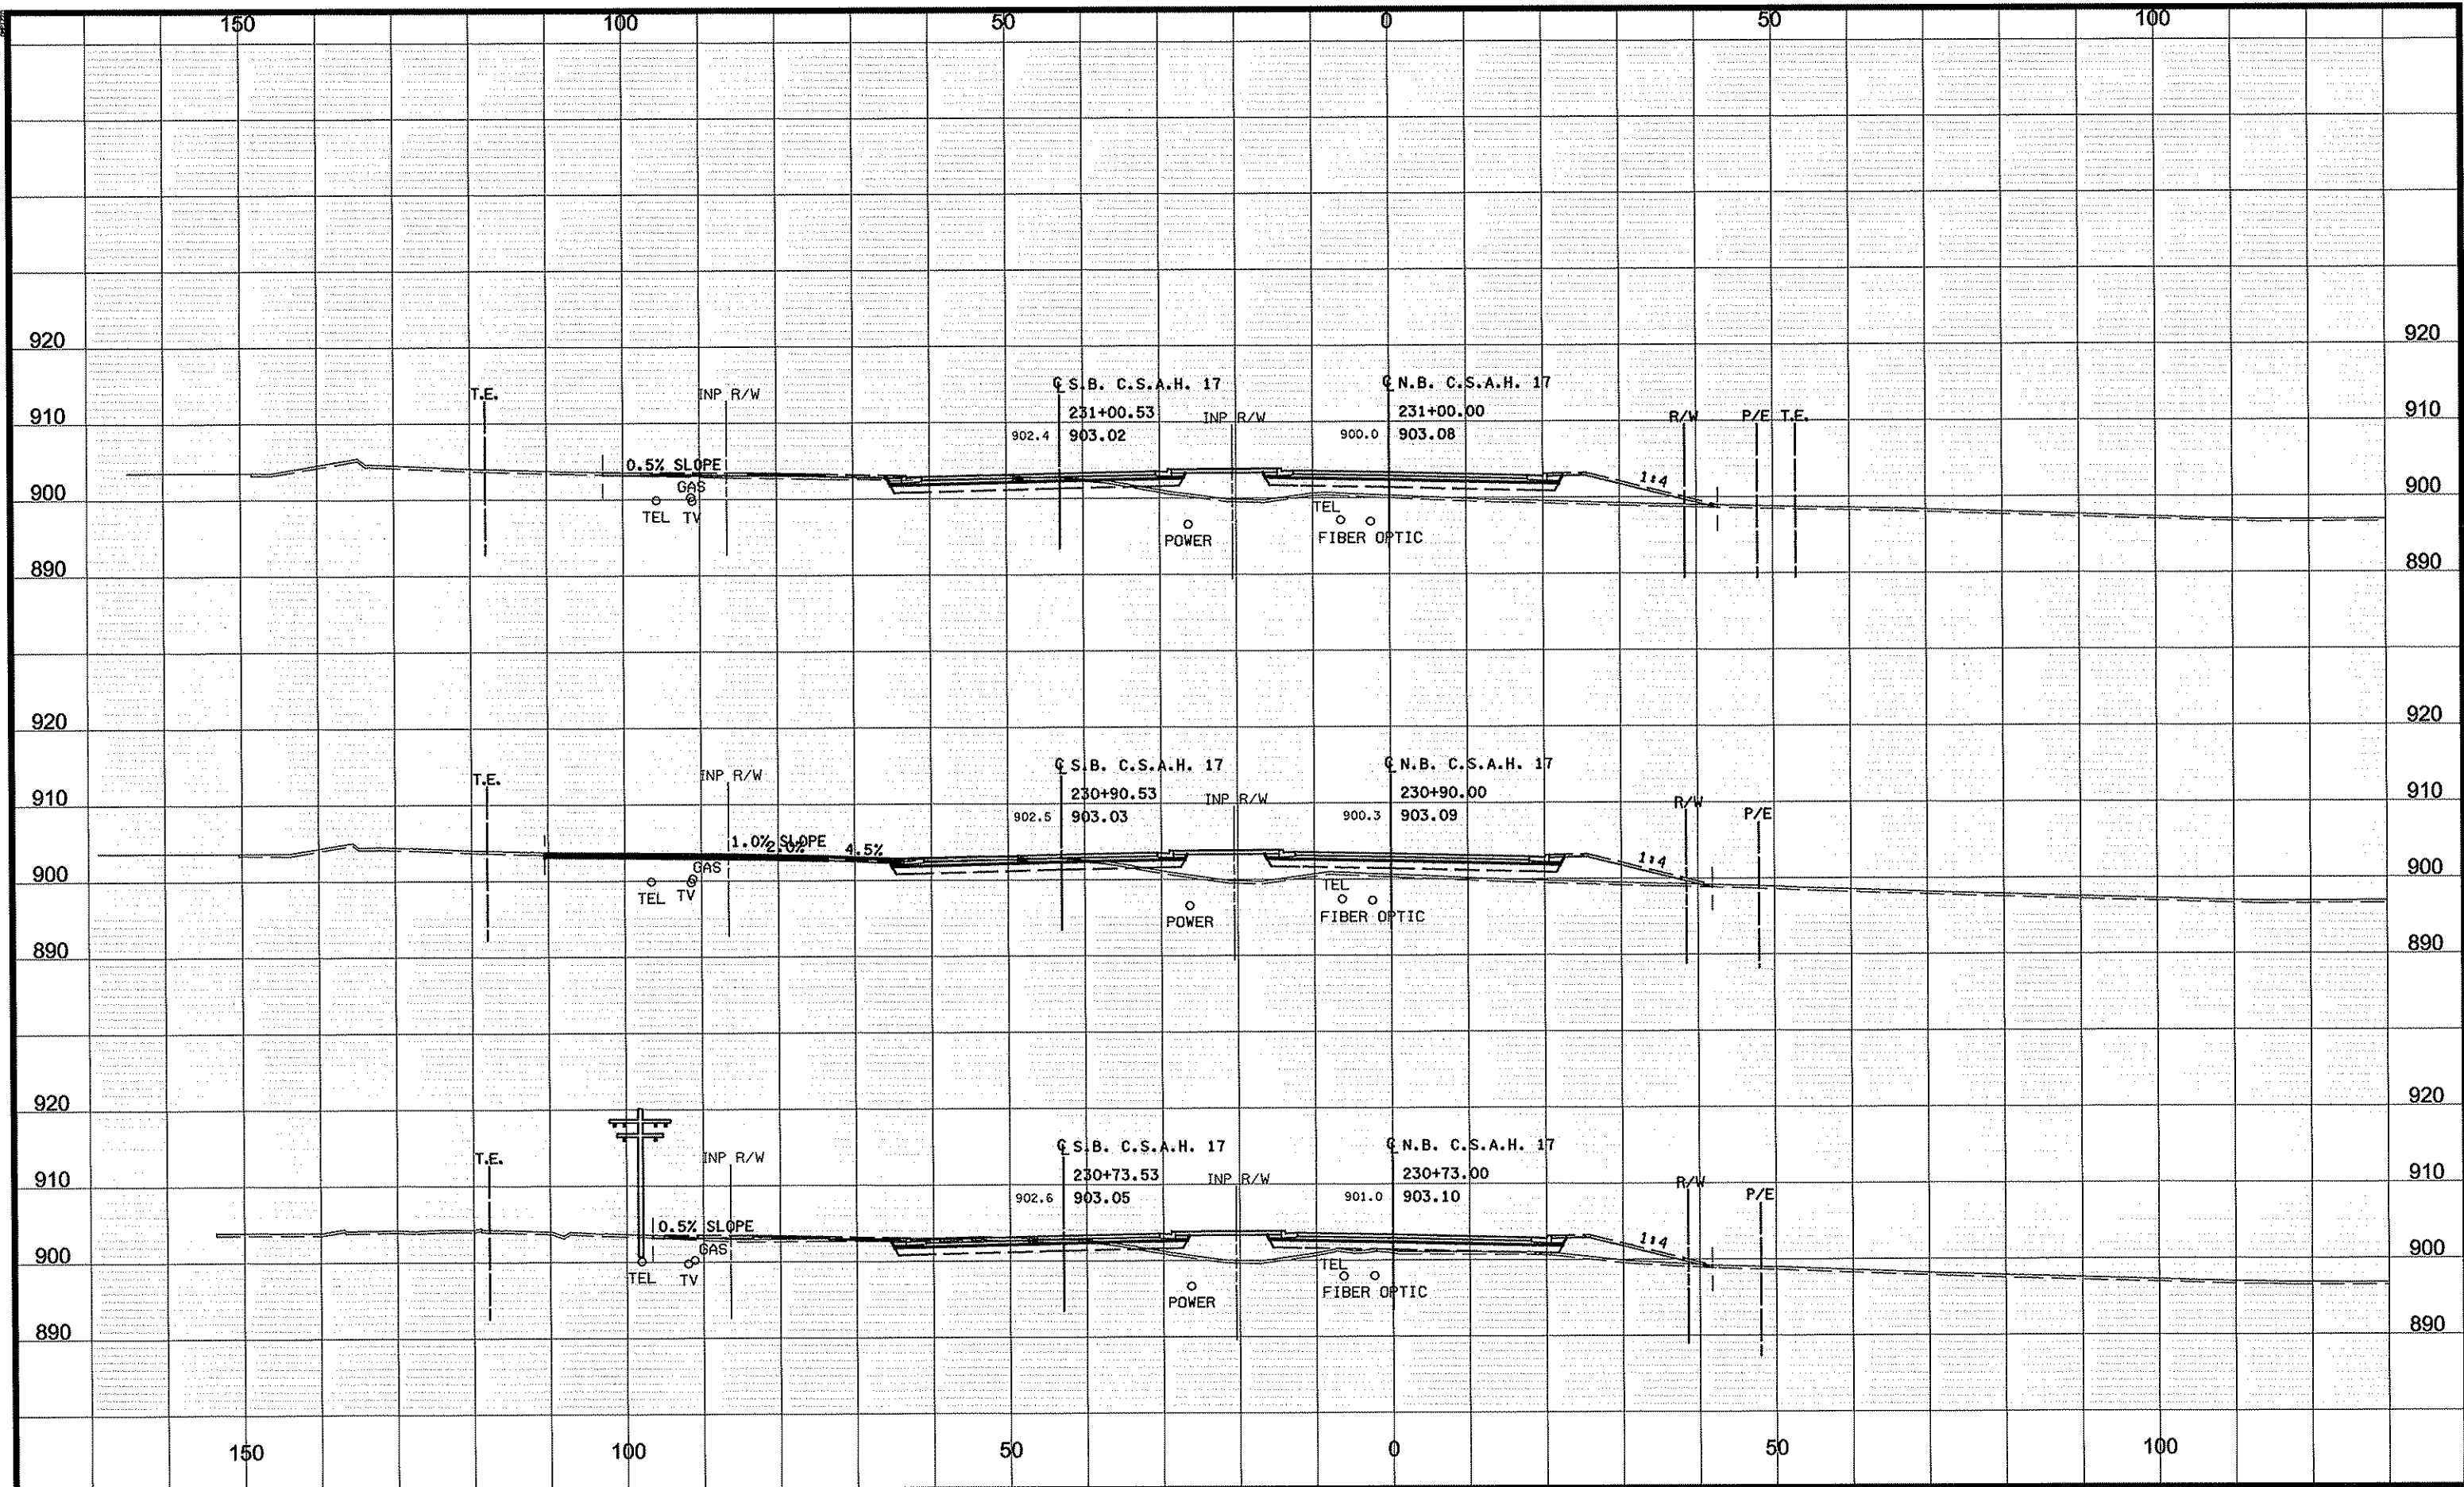 150 100 50 0 50 100
920 920
₵ S.B. C.S.A.H. 17 ₵ N.B. C.S.A.H. 17
T.E. INP R/W
231+00.53 INP R/W 231+00.00 R/W P/E T.E.
910 910
902.4 903.02 900.0 903.08
0.5% SLOPE 1:4
GAS
900 900
TEL TV TEL
POWER FIBER OPTIC
890 890
920 920
₵ S.B. C.S.A.H. 17 ₵ N.B. C.S.A.H. 17
T.E. INP R/W
230+90.53 INP R/W 230+90.00 R/W
910 910
902.5 903.03 900.3 903.09 P/E
1.0% SLOPE 2.0% 4.5% 1:4
GAS
900 900
TEL TV TEL
POWER FIBER OPTIC
890 890
920 920
₵ S.B. C.S.A.H. 17 ₵ N.B. C.S.A.H. 17
T.E. INP R/W
230+73.53 INP R/W 230+73.00 R/W
910 910
902.6 903.05 901.0 903.10 P/E
0.5% SLOPE 1:4
GAS
900 900
TEL TV TEL
POWER FIBER OPTIC
890 890
150 100 50 0 50 100